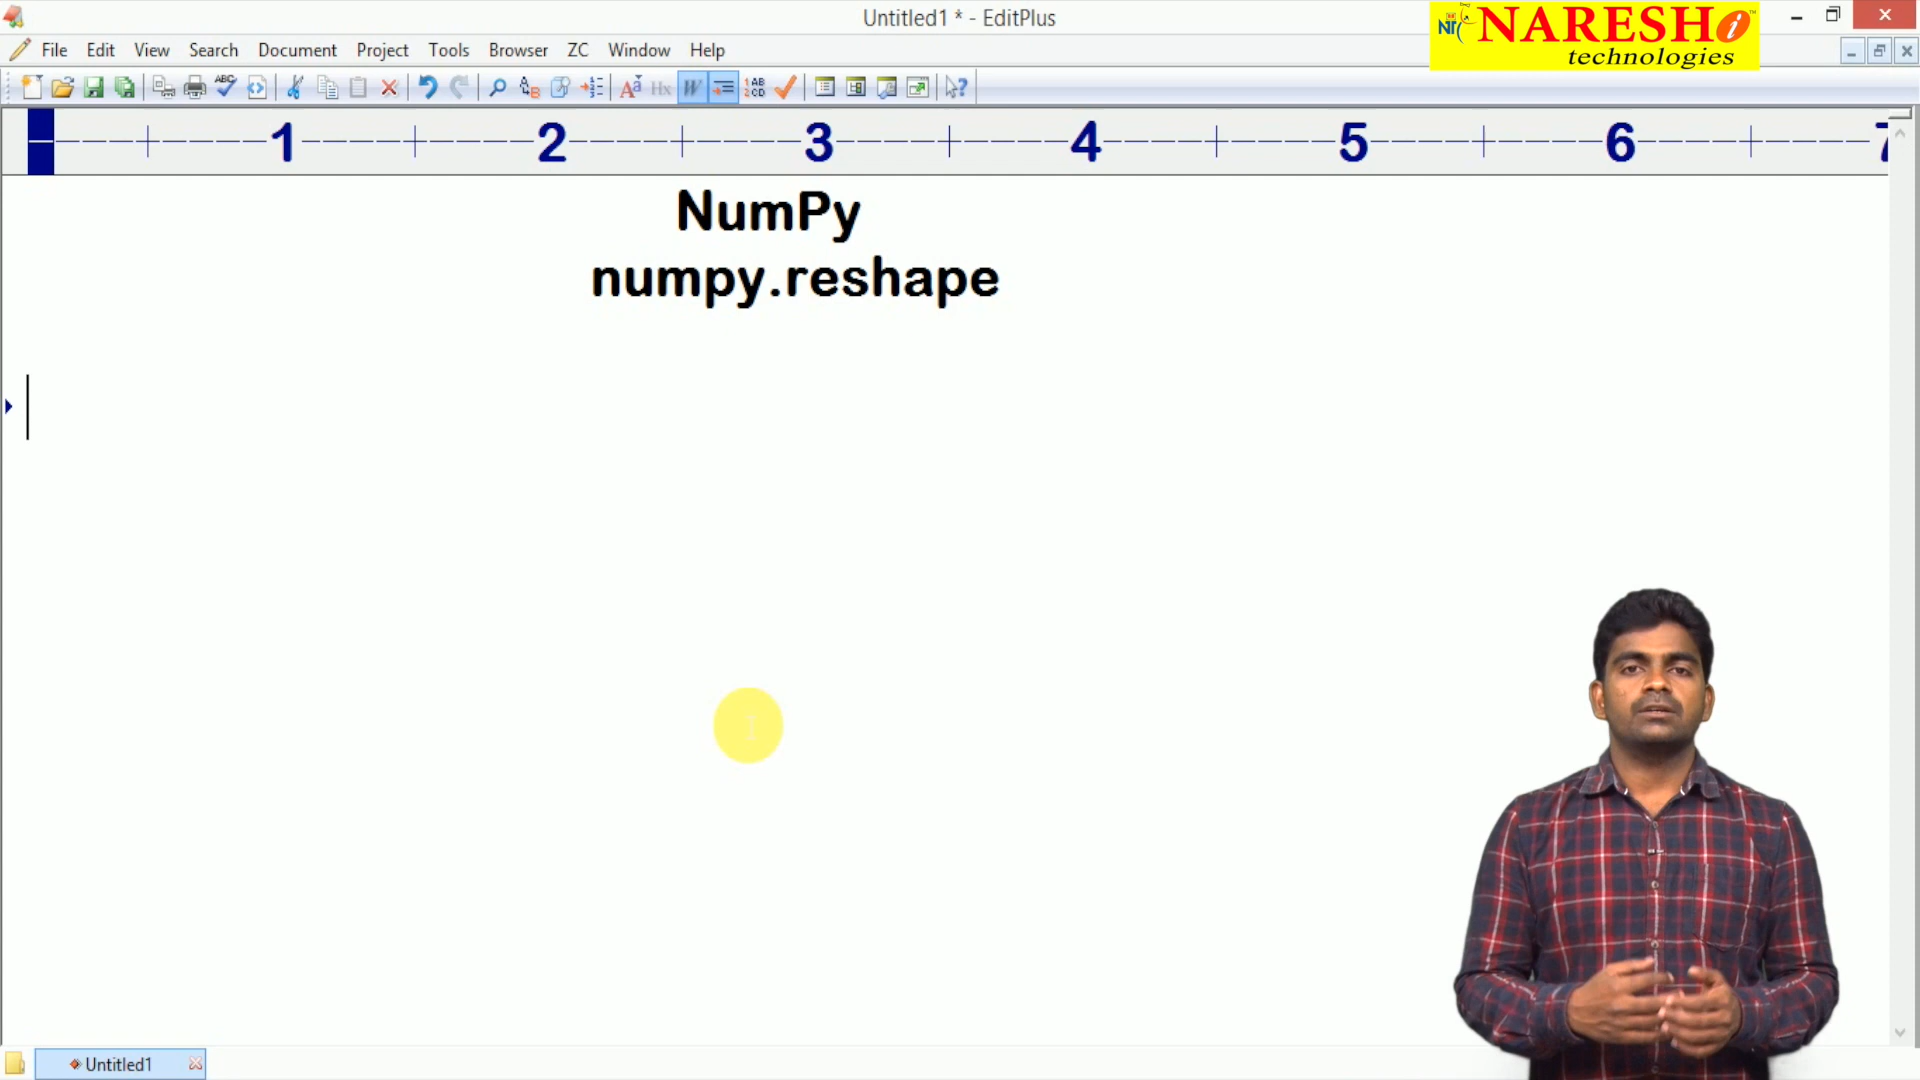 Untitled1 * - EditPlus
NARESH i
technologies
File Edit View Search Document Project Tools Browser ZC Window Help
1 2 3 4 5 6 7
NumPy
numpy.reshape
Untitled1